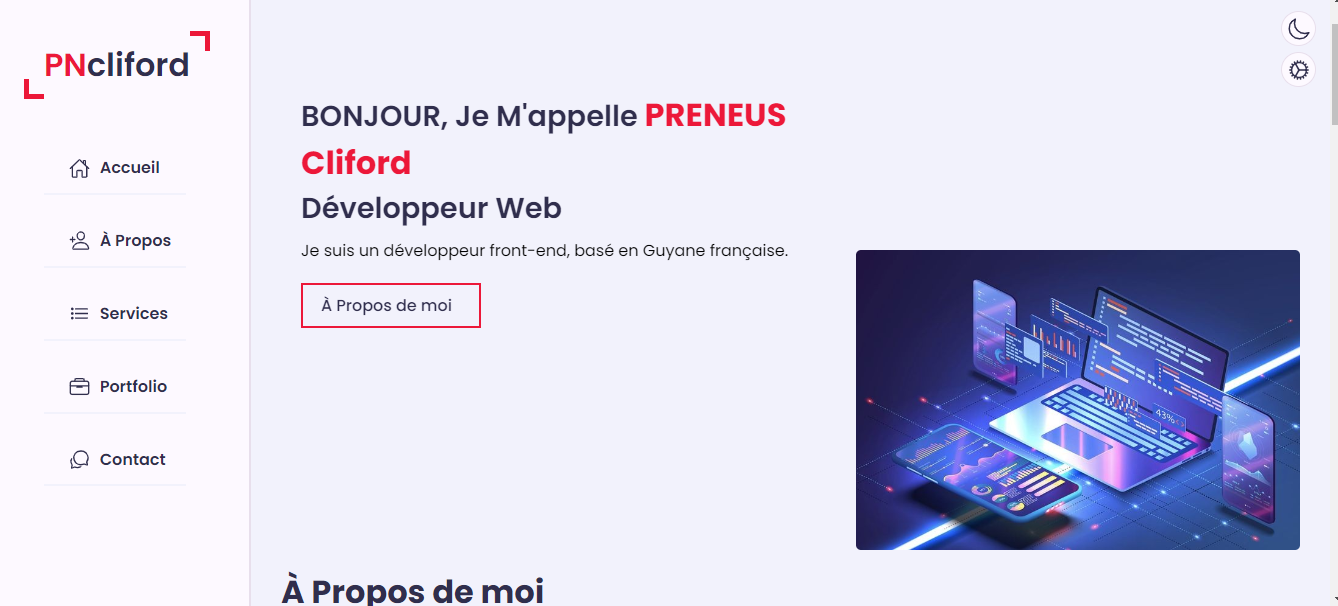 PNcliford
Accueil
À Propos
Services
Portfolio
Contact
BONJOUR, Je M'appelle PRENEUS
Cliford
Développeur Web
Je suis un développeur front-end, basé en Guyane française.
À Propos de moi
43%
À Propos de moi